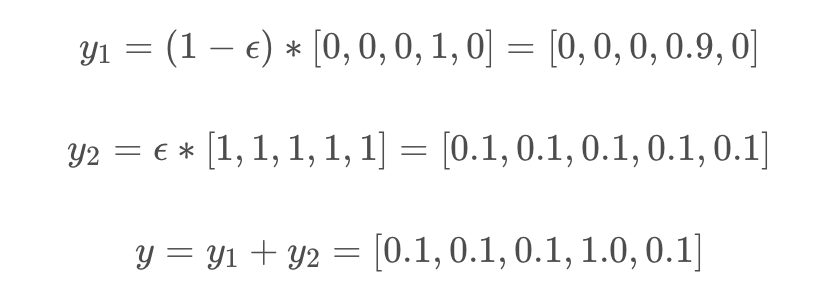 y₁ = (1 − ϵ) ∗ [0, 0, 0, 1, 0] = [0, 0, 0, 0.9, 0]
y₂ = ϵ ∗ [1, 1, 1, 1, 1] = [0.1, 0.1, 0.1, 0.1, 0.1]
y = y₁ + y₂ = [0.1, 0.1, 0.1, 1.0, 0.1]